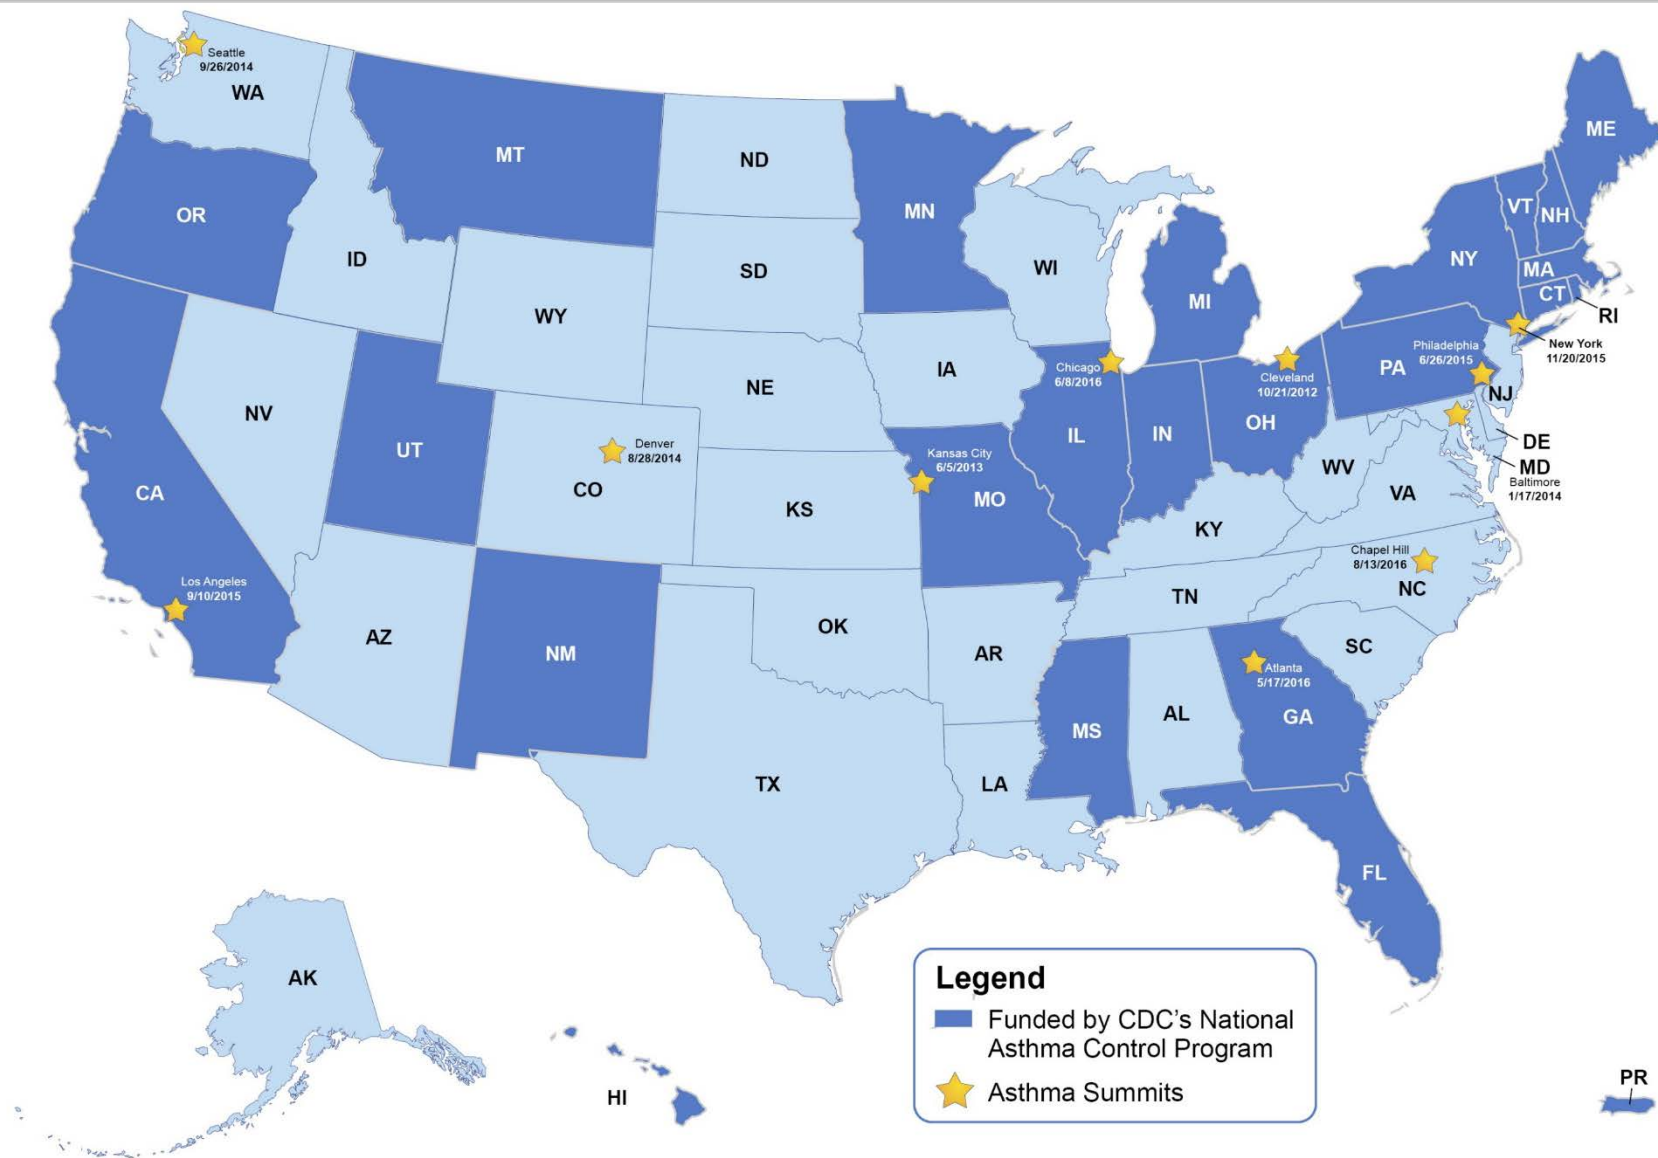 Seattle
9/26/2014
WA
MT
ND
MN
ME
OR
ID
SD
WI
MI
NY
VT
NH
MA
CT
RI
WY
New York
11/20/2015
Philadelphia
6/26/2015
PA
NJ
Chicago
6/8/2016
Cleveland
10/21/2012
OH
IA
NE
NV
UT
Denver
8/28/2014
CO
IL
IN
DE
MD
Baltimore
1/17/2014
WV
VA
Kansas City
6/5/2013
MO
KS
CA
KY
Chapel Hill
8/13/2016
NC
Los Angeles
9/10/2015
TN
AZ
NM
OK
AR
SC
Atlanta
5/17/2016
GA
MS
AL
TX
LA
FL
AK
HI
PR
Legend
Funded by CDC's National
Asthma Control Program
Asthma Summits